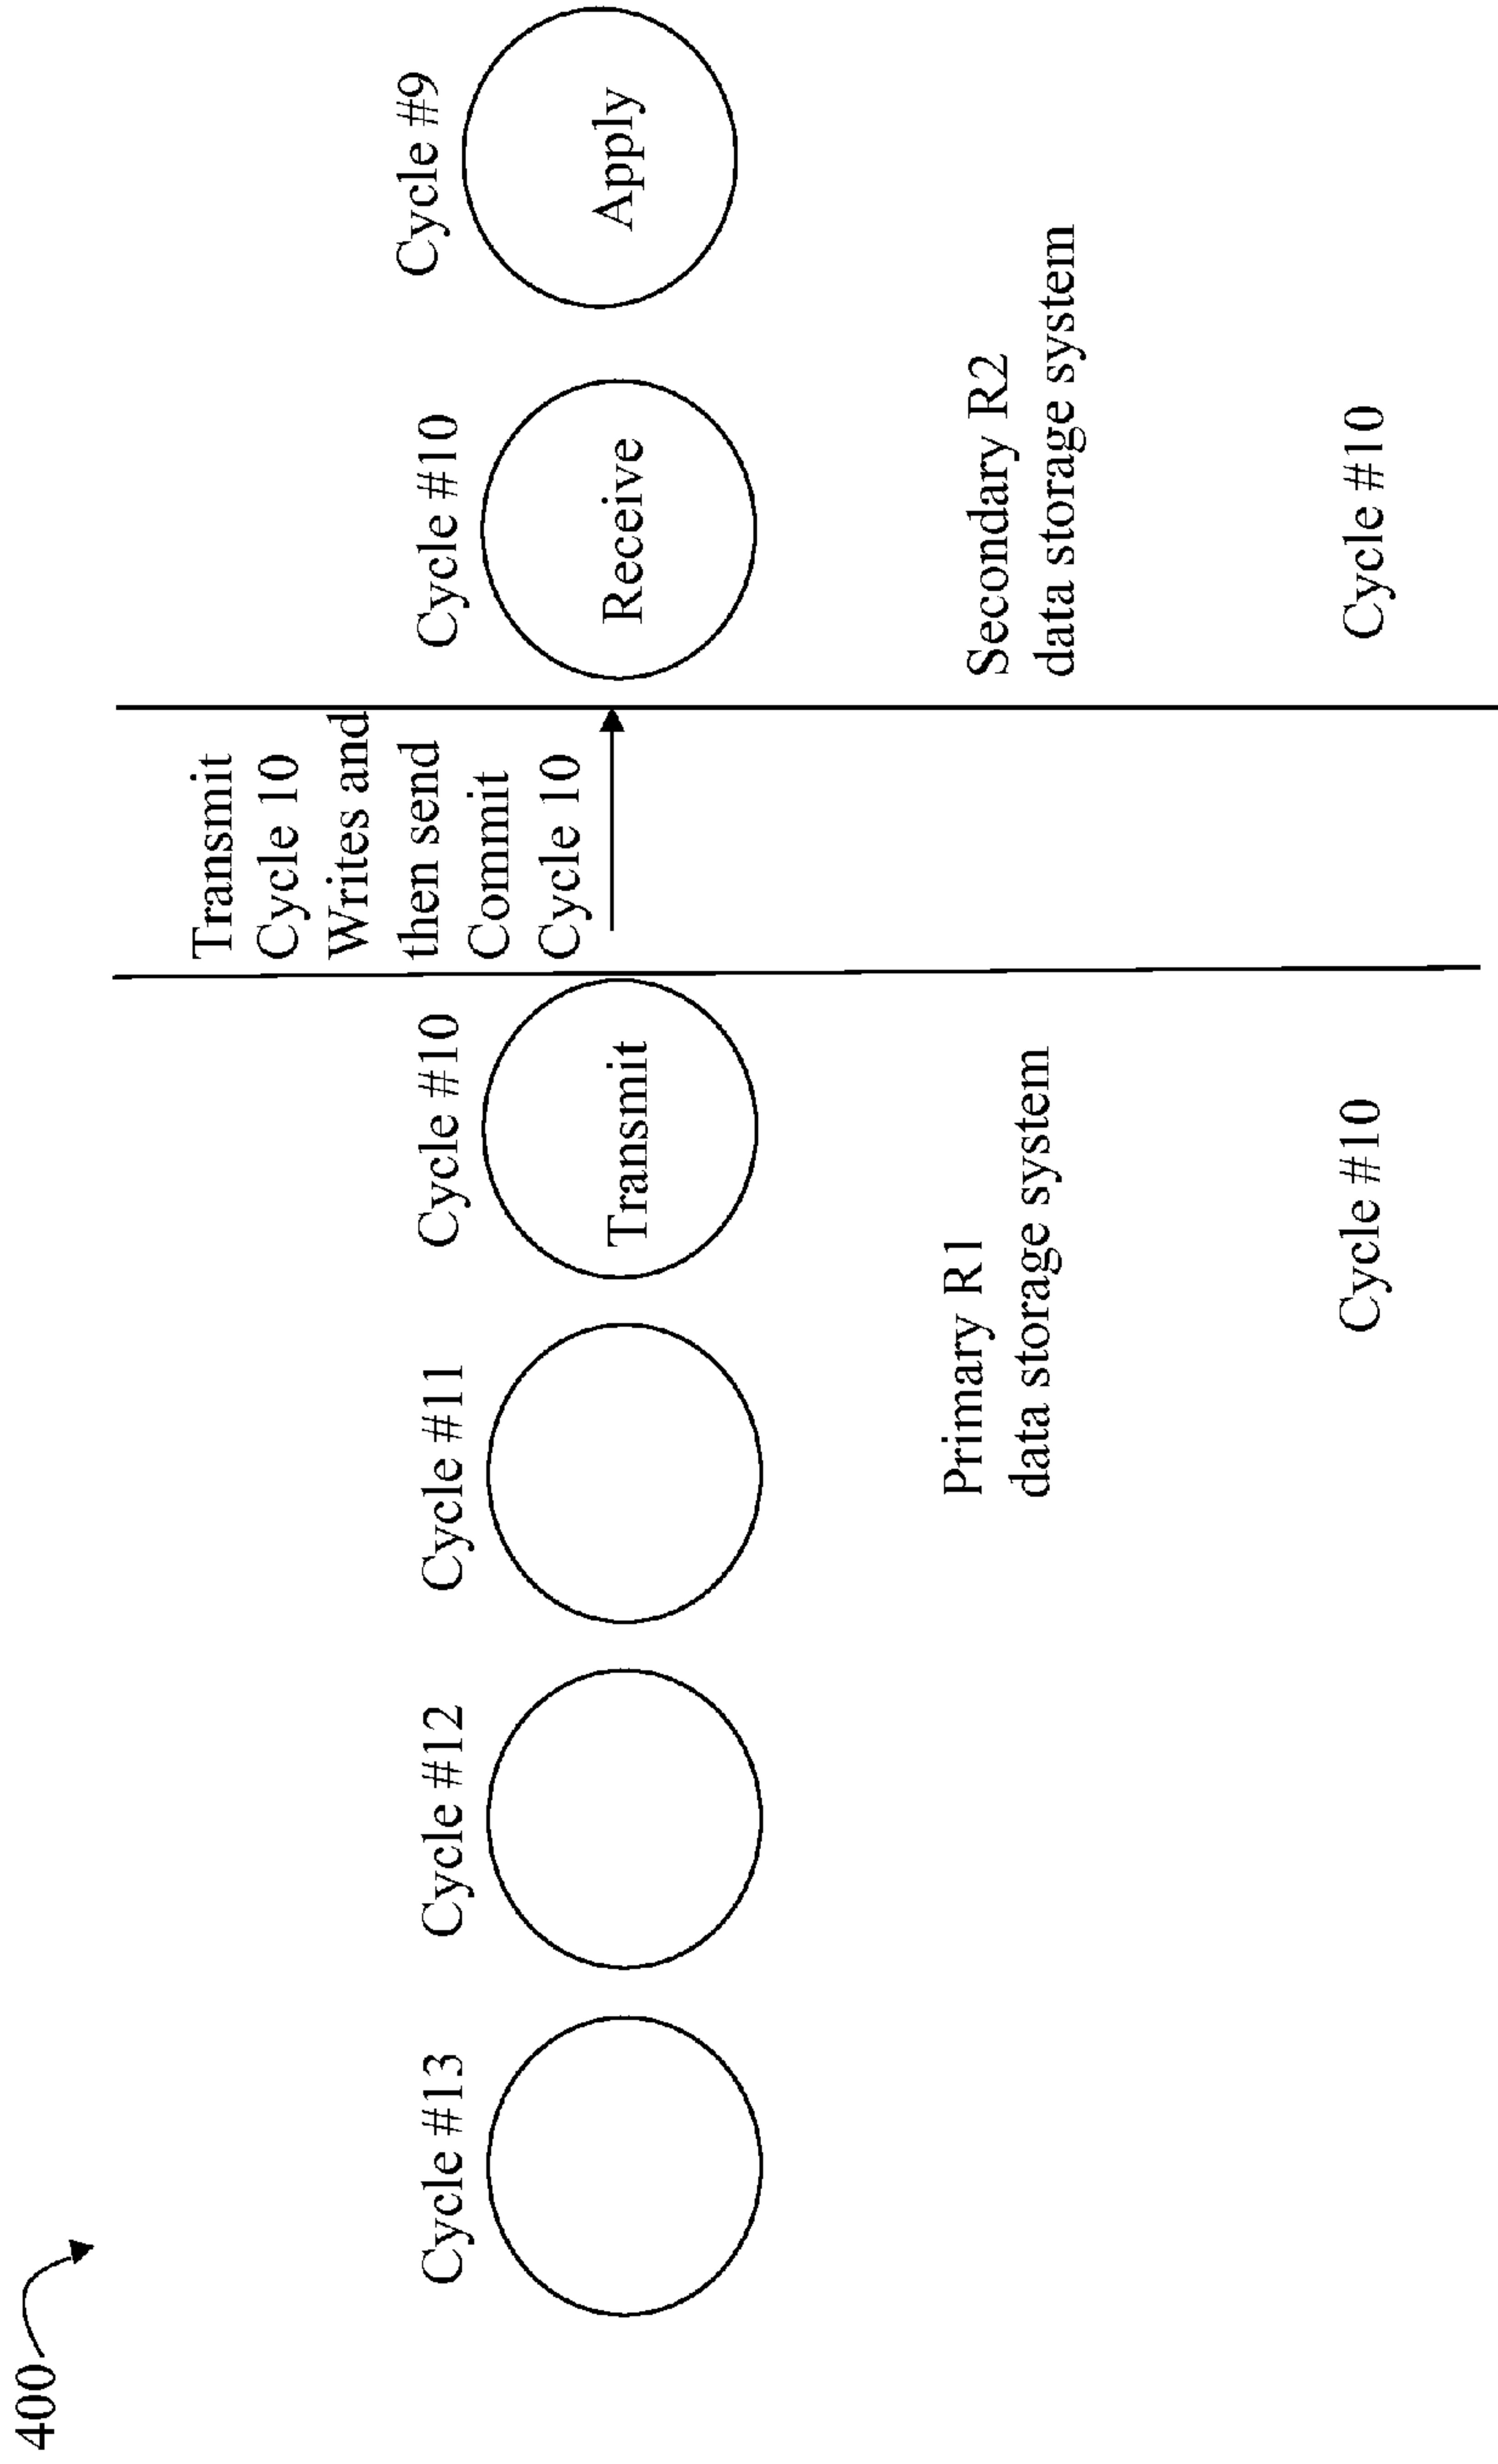 400
Transmit
Cycle 10
Writes and
then send
Commit
Cycle 10
Cycle #13
Cycle #12
Cycle #11
Cycle #10
Cycle #10
Cycle #9
Transmit
Receive
Apply
Primary R1
data storage system
Secondary R2
data storage system
Cycle #10
Cycle #10